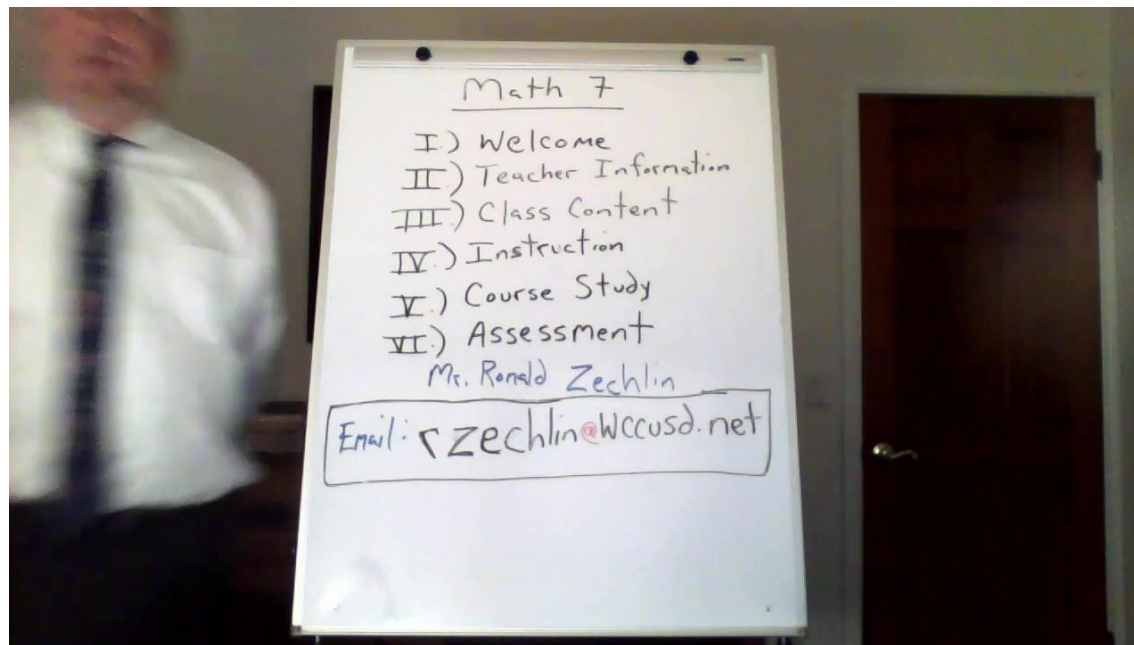 Math 7
I.) Welcome
II.) Teacher Information
III.) Class Content
IV.) Instruction
V.) Course Study
VI.) Assessment
Mr. Ronald Zechlin
Email: rzechlin@wccusd.net